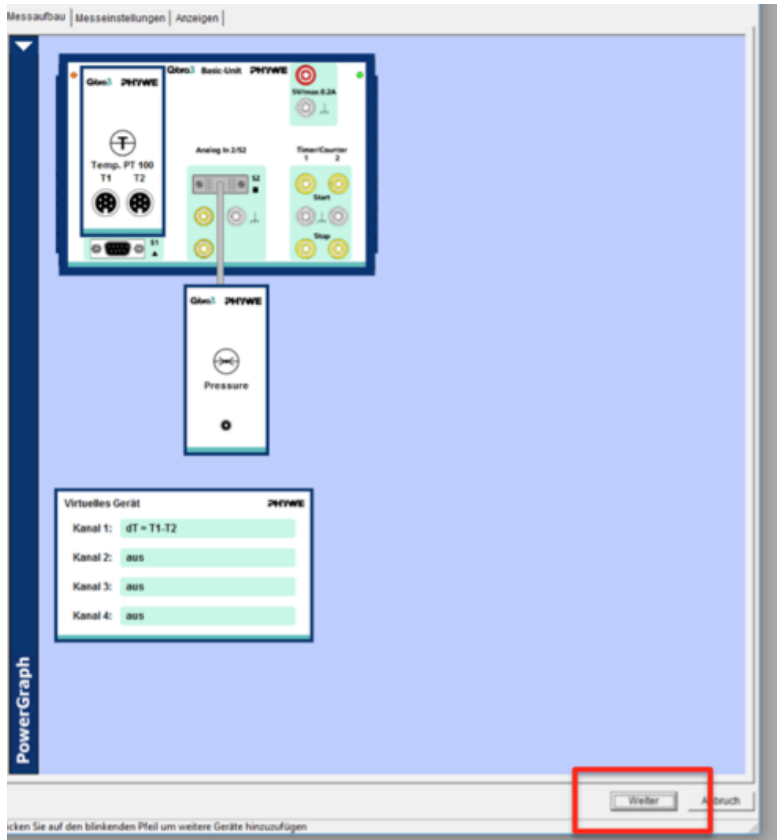 Messaufbau | Messeinstellungen | Anzeigen |
Cobra3 Basic-Unit PHYWE
Cobra3 PHYWE
5V/max.0.2A
T
Temp. PT 100
T1 T2
Analog In 2/S2
Timer/Counter
1 2
S2
Start
Stop
S1
Cobra3 PHYWE
Pressure
Virtuelles Gerät PHYWE
Kanal 1: dT = T1-T2
Kanal 2: aus
Kanal 3: aus
Kanal 4: aus
PowerGraph
Weiter
cken Sie auf den blinkenden Pfeil um weitere Geräte hinzuzufügen